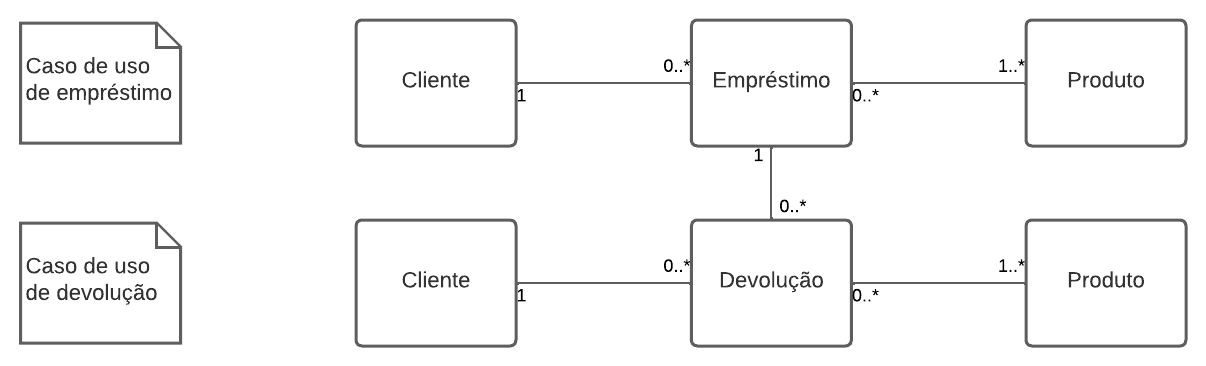 Caso de uso
de empréstimo
Cliente
1
0..*
Empréstimo
0..*
1..*
Produto
1
0..*
Caso de uso
de devolução
Cliente
1
0..*
Devolução
0..*
1..*
Produto